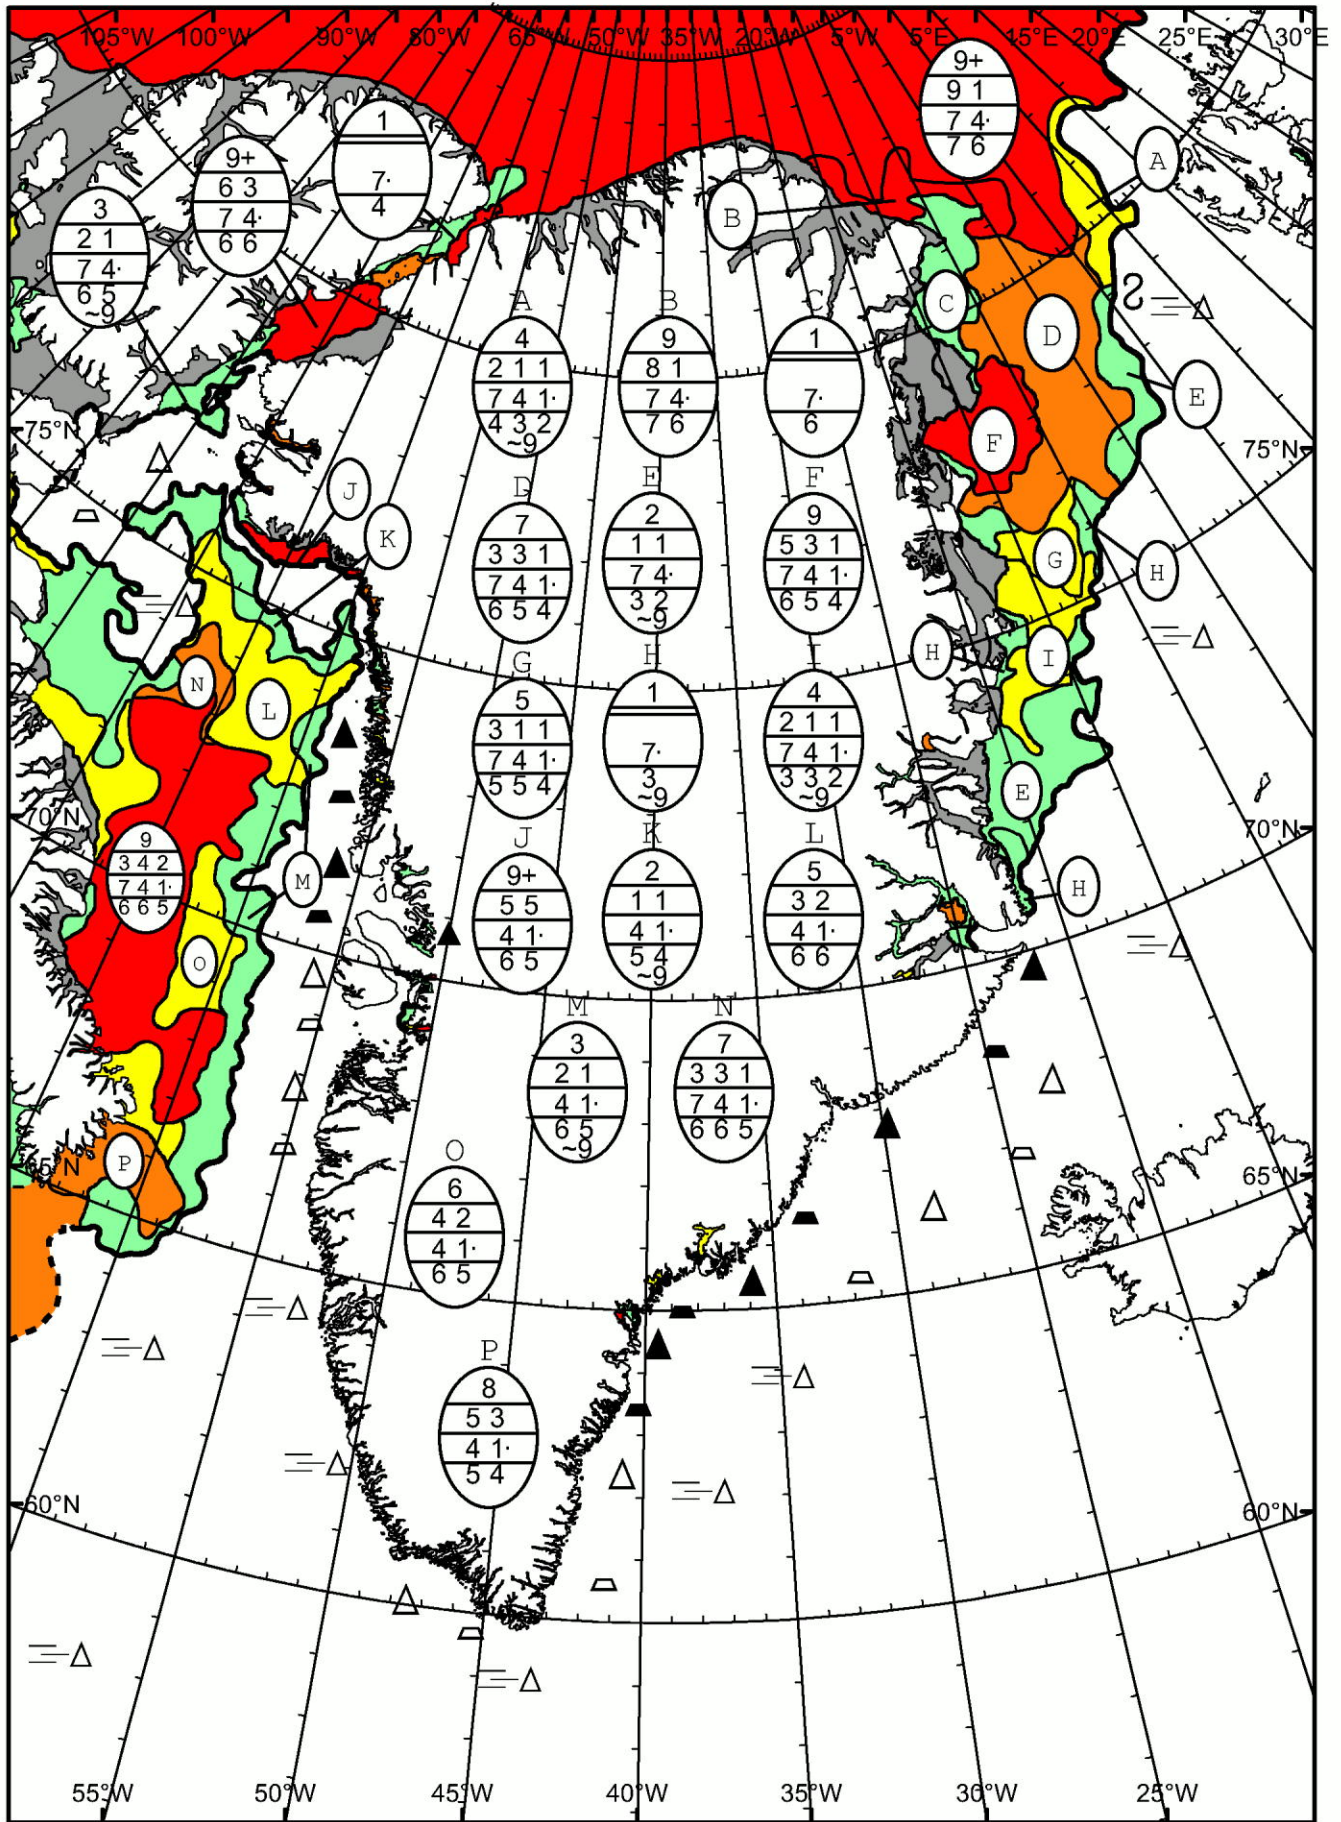 105°W 100°W 90°W 80°W 65°W 50°W 35°W 20°W 5°W 5°E 15°E 20°E 25°E 30°E
9+
9 1
7 4·
7 6
1
7·
4
9+
6 3
7 4·
6 6
3
2 1
7 4·
6 5
~9
A
B
C
D
E
F
G
H
H
I
E
H
J
K
L
M
N
O
P
75°N
75°N
70°N
70°N
65°N
65°N
60°N
60°N
9
3 4 2
7 4 1·
6 6 5
A
4
2 1 1
7 4 1·
4 3 2
~9
B
9
8 1
7 4·
7 6
C
1
7·
6
D
7
3 3 1
7 4 1·
6 5 4
E
2
1 1
7 4·
3 2
~9
F
9
5 3 1
7 4 1·
6 5 4
G
5
3 1 1
7 4 1·
5 5 4
H
1
7·
3
~9
I
4
2 1 1
7 4 1·
3 3 2
~9
J
9+
5 5
4 1·
6 5
K
2
1 1
4 1·
5 4
~9
L
5
3 2
4 1·
6 6
M
3
2 1
4 1·
6 5
~9
N
7
3 3 1
7 4 1·
6 6 5
O
6
4 2
4 1·
6 5
P
8
5 3
4 1·
5 4
55°W 50°W 45°W 40°W 35°W 30°W 25°W